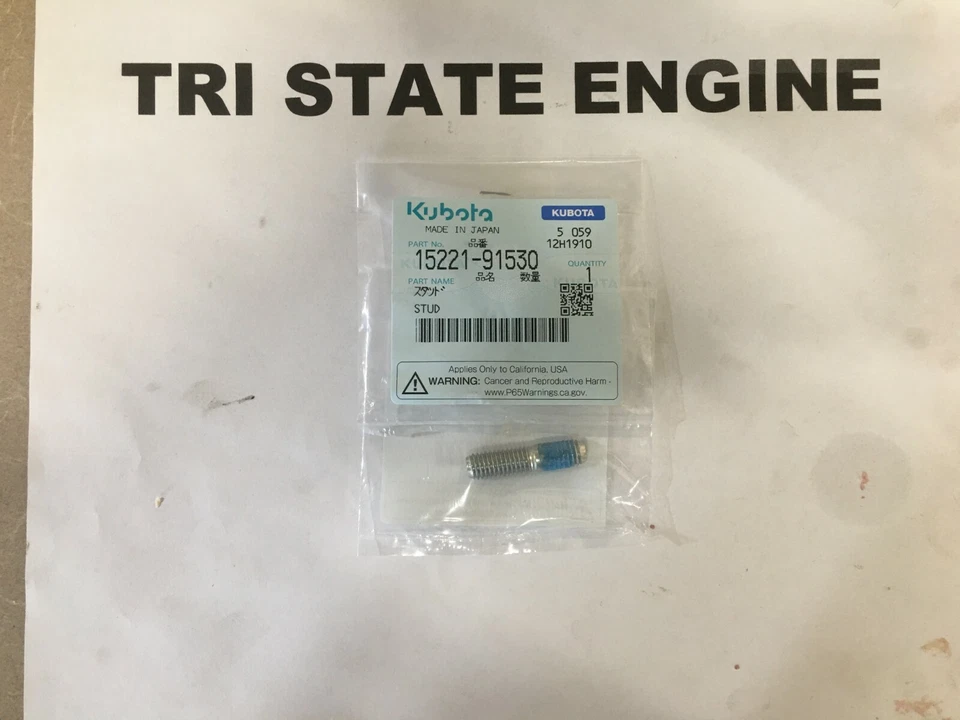 TRI STATE ENGINE
Kubota KUBOTA
MADE IN JAPAN 5 059
PART No. 品番 12H1910
15221-91530 QUANTITY
品名 数量 1
PART NAME
スタッド
STUD
Applies Only to California, USA
WARNING: Cancer and Reproductive Harm -
www.P65Warnings.ca.gov.